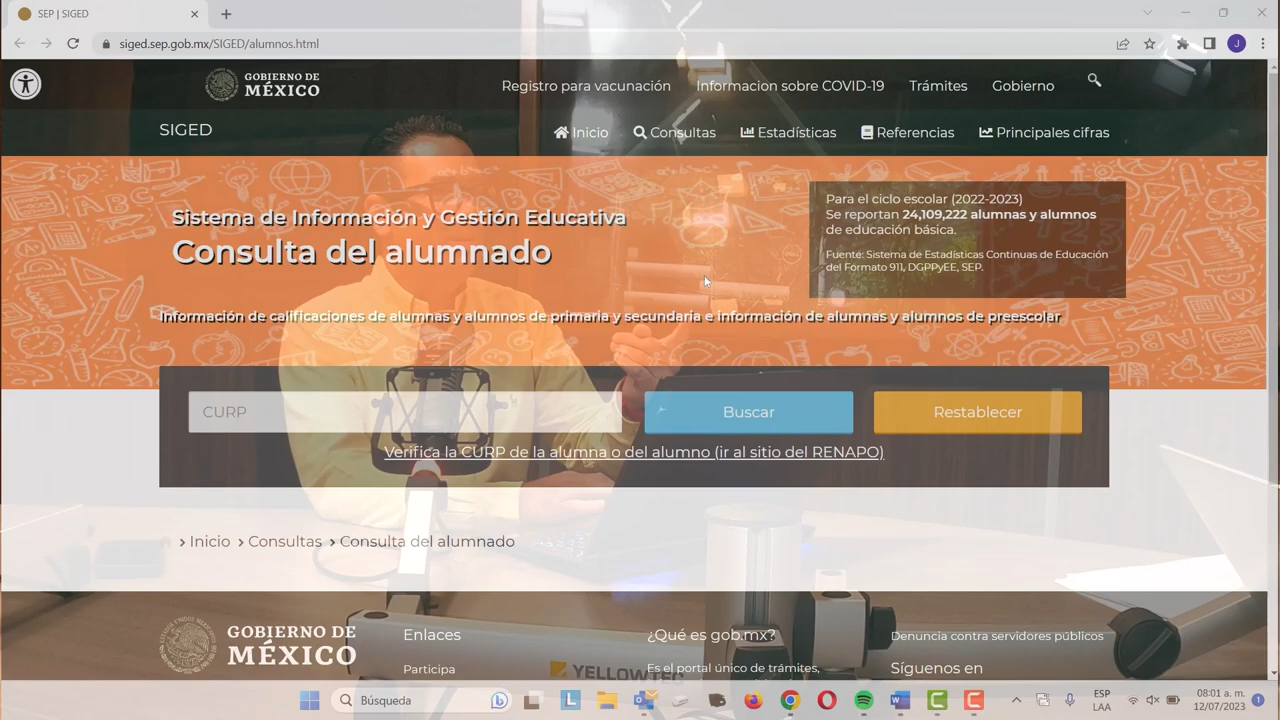 SEP | SIGED
siged.sep.gob.mx/SIGED/alumnos.html
J
GOBIERNO DE
MÉXICO
Registro para vacunación
Informacion sobre COVID-19
Trámites
Gobierno
SIGED
Inicio
Consultas
Estadísticas
Referencias
Principales cifras
Sistema de Información y Gestión Educativa
Consulta del alumnado
Para el ciclo escolar (2022-2023)
Se reportan 24,109,222 alumnas y alumnos
de educación básica.
Fuente: Sistema de Estadísticas Continuas de Educación
del Formato 911, DGPPyEE, SEP.
Información de calificaciones de alumnas y alumnos de primaria y secundaria e información de alumnas y alumnos de preescolar
CURP
Buscar
Restablecer
Verifica la CURP de la alumna o del alumno (ir al sitio del RENAPO)
Inicio
Consultas
Consulta del alumnado
GOBIERNO DE
MÉXICO
Enlaces
Participa
¿Qué es gob.mx?
Es el portal único de trámites,
YELLOWTEC
Denuncia contra servidores públicos
Síguenos en
Búsqueda
ESP
LAA
08:01 a. m.
12/07/2023
1